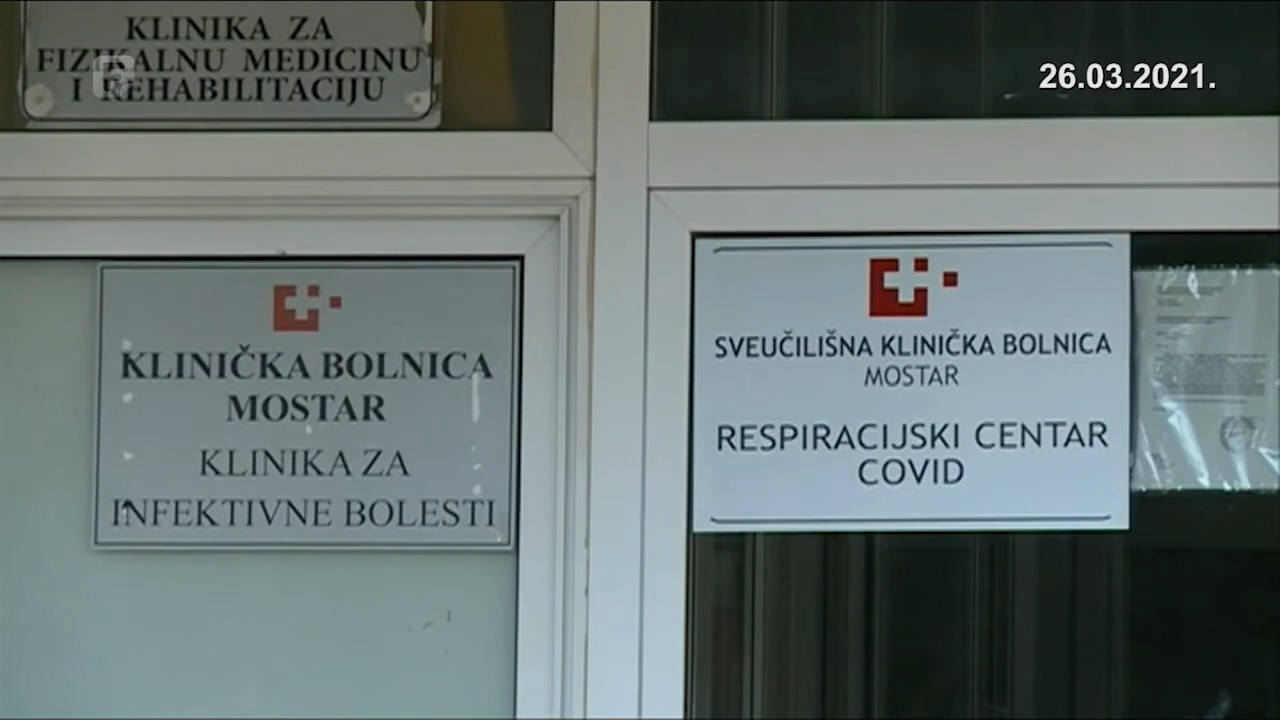 KLINIKA ZA
FIZIKALNU MEDICINU
I REHABILITACIJU
26.03.2021.
KLINIČKA BOLNICA
MOSTAR
KLINIKA ZA
INFEKTIVNE BOLESTI
SVEUČILIŠNA KLINIČKA BOLNICA
MOSTAR
RESPIRACIJSKI CENTAR
COVID